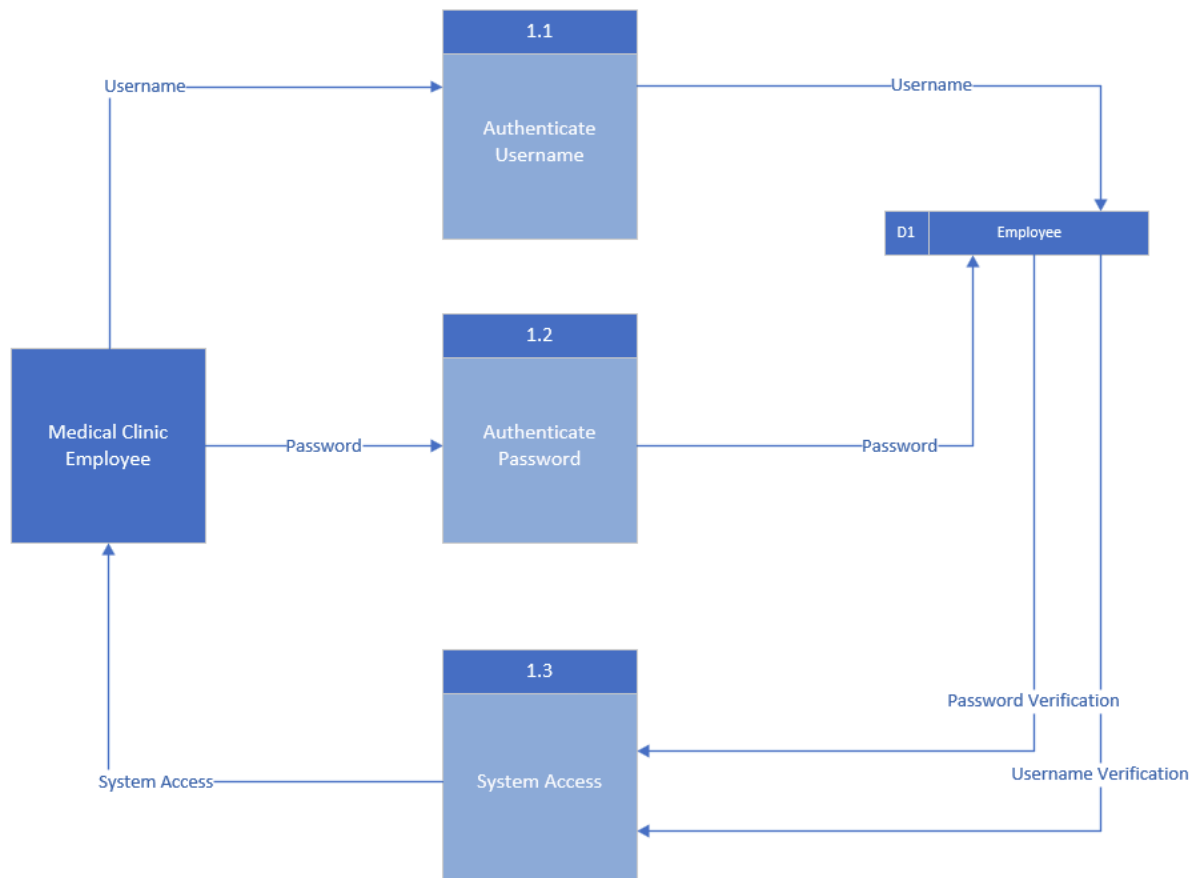 1.1
Username
Authenticate
Username
Username
D1
Employee
1.2
Medical Clinic
Employee
Password
Authenticate
Password
Password
1.3
Password Verification
System Access
System Access
Username Verification